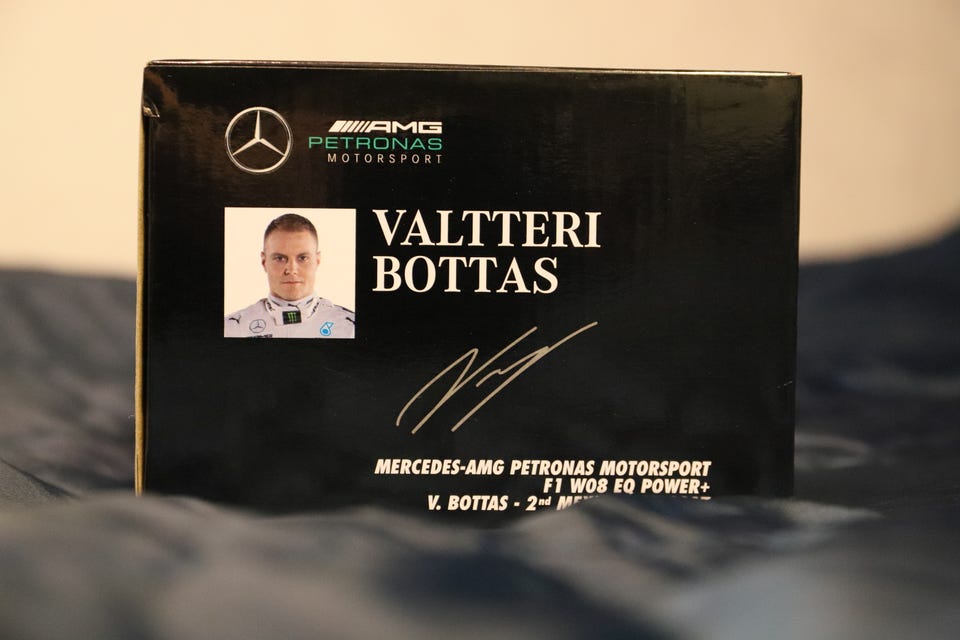 AMG
PETRONAS
MOTORSPORT
VALTTERI
BOTTAS
MERCEDES-AMG PETRONAS MOTORSPORT
F1 W08 EQ POWER+
V. BOTTAS - 2nd